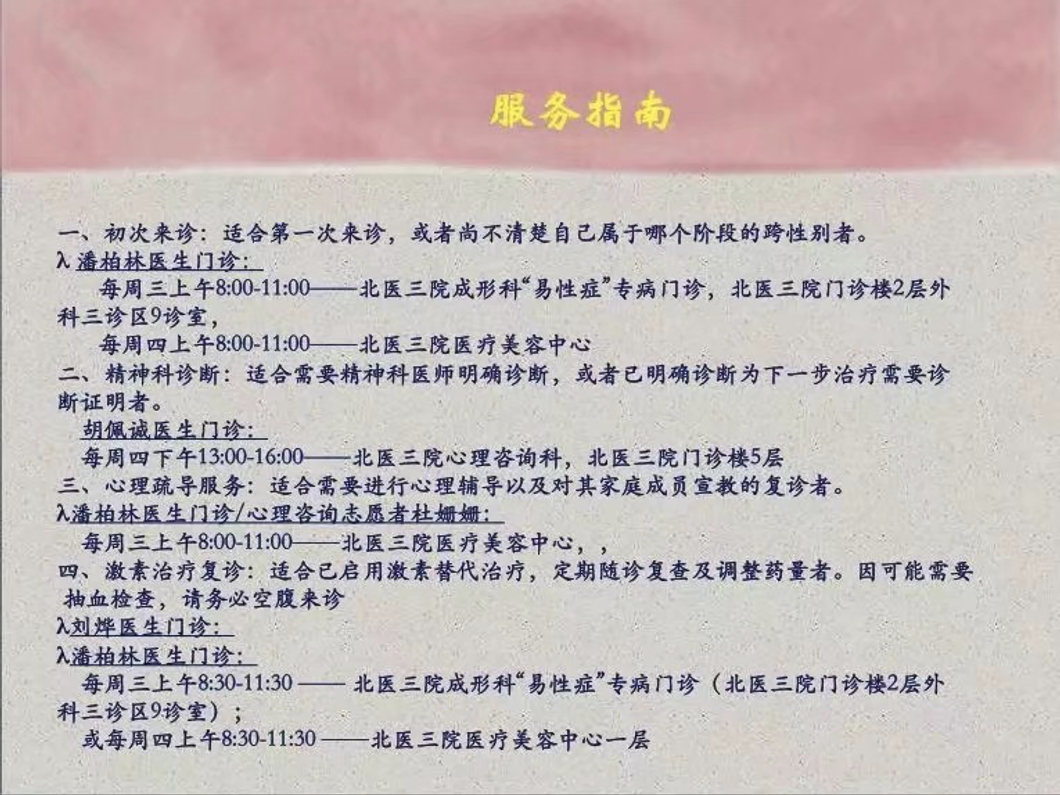 服务指南
一、初次来诊：适合第一次来诊，或者尚不清楚自己属于哪个阶段的跨性别者。
λ 潘柏林医生门诊：
每周三上午8:00-11:00——北医三院成形科“易性症”专病门诊，北医三院门诊楼2层外
科三诊区9诊室，
每周四上午8:00-11:00——北医三院医疗美容中心
二、精神科诊断：适合需要精神科医师明确诊断，或者已明确诊断为下一步治疗需要诊
断证明者。
胡佩诚医生门诊：
每周四下午13:00-16:00——北医三院心理咨询科，北医三院门诊楼5层
三、心理疏导服务：适合需要进行心理辅导以及对其家庭成员宣教的复诊者。
λ潘柏林医生门诊/心理咨询志愿者杜姗姗：
每周三上午8:00-11:00——北医三院医疗美容中心，，
四、激素治疗复诊：适合已启用激素替代治疗，定期随诊复查及调整药量者。因可能需要
抽血检查，请务必空腹来诊
λ刘烨医生门诊：
λ潘柏林医生门诊：
每周三上午8:30-11:30 —— 北医三院成形科“易性症”专病门诊（北医三院门诊楼2层外
科三诊区9诊室）；
或每周四上午8:30-11:30 ——北医三院医疗美容中心一层